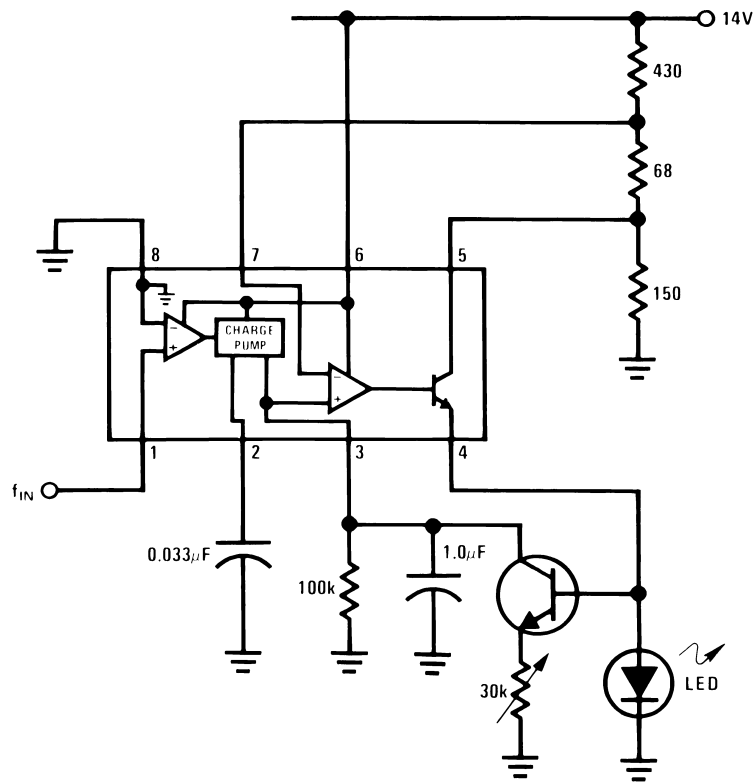 14V
430
68
8
7
6
5
150
CHARGE
PUMP
−
+
−
+
1
2
3
4
fIN
0.033μF
1.0μF
100k
30k
LED